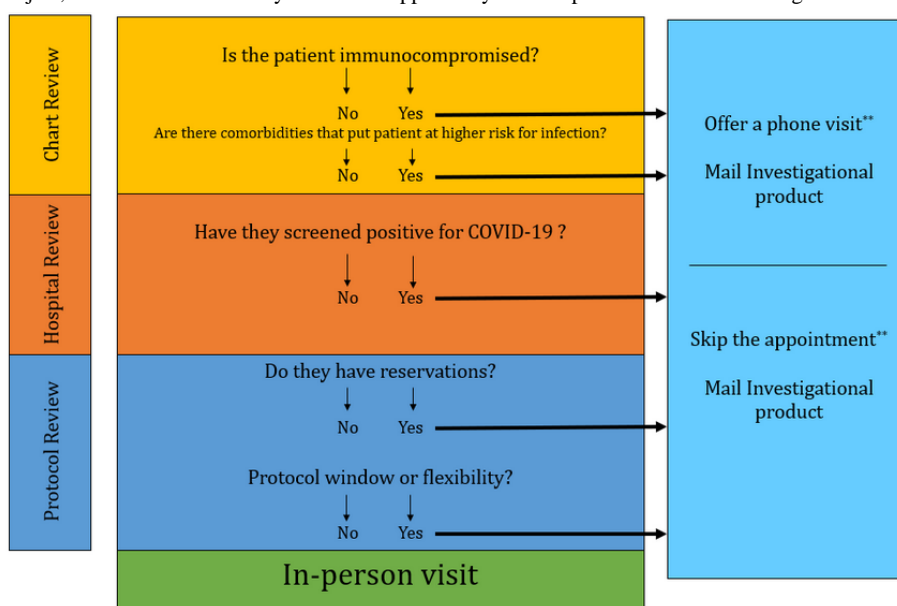 Chart Review
Is the patient immunocompromised?
No Yes
Are there comorbidities that put patient at higher risk for infection?
No Yes
Hospital Review
Have they screened positive for COVID-19 ?
No Yes
Protocol Review
Do they have reservations?
No Yes
Protocol window or flexibility?
No Yes
In-person visit
Offer a phone visit**
Mail Investigational
product
Skip the appointment**
Mail Investigational
product